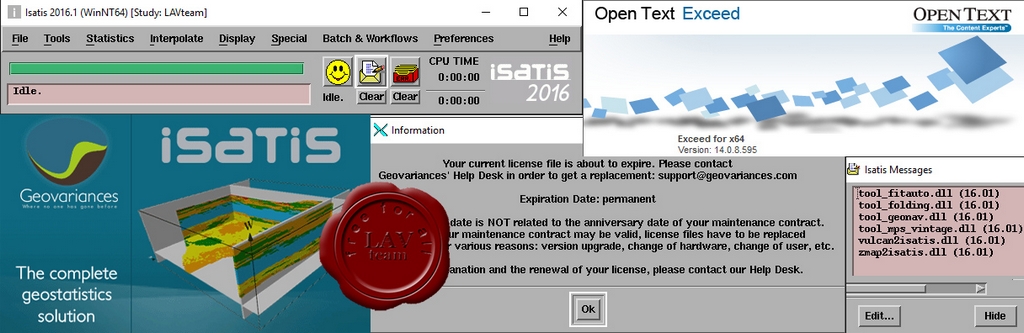 Isatis 2016.1 (WinNT64) [Study: LAVteam]
File Tools Statistics Interpolate Display Special Batch & Workflows Preferences Help
CPU TIME
0:00:00
Idle.
Idle. Clear Clear
0:00:00
isatis
2016
Open Text Exceed
OPEN TEXT
The Content Experts™
Exceed for x64
Version: 14.0.8.595
Geovariances
Where no one has gone before
isatis
The complete
geostatistics
solution
Information
Your current license file is about to expire. Please contact
Geovariances' Help Desk in order to get a replacement: support@geovariances.com
Expiration Date: permanent
date is NOT related to the anniversary date of your maintenance contract.
ur maintenance contract may be valid, license files have to be replaced
r various reasons: version upgrade, change of hardware, change of user, etc.
anation and the renewal of your license, please contact our Help Desk.
Ok
for
LAV
team
Isatis Messages
tool_fitauto.dll (16.01)
tool_folding.dll (16.01)
tool_geonav.dll (16.01)
tool_mps_vintage.dll (16.01)
vulcan2isatis.dll (16.01)
zmap2isatis.dll (16.01)
Edit... Hide